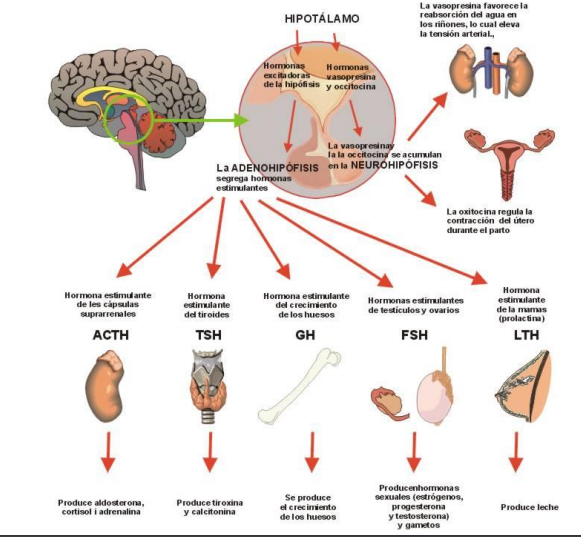 HIPOTÁLAMO
La vasopresina favorece la
reabsorción del agua en
los riñones, lo cual eleva
la tensión arterial.,
Hormonas
excitadoras
de la hipófisis
Hormonas
vasopresina
y occitocina
La vasopresinay
la la occitocina se acumulan
en la NEUROHIPÓFISIS
La ADENOHIPÓFISIS
segrega hormonas
estimulantes
La oxitocina regula la
contracción del útero
durante el parto
Hormona estimulante
de les cápsulas
suprarrenales
ACTH
Hormona
estimulante
del tiroides
TSH
Hormona estimulante
del crecimiento
de los huesos
GH
Hormonas estimulantes
de testículos y ovarios
FSH
Hormona
estimulante
de la mamas
(prolactina)
LTH
Produce aldosterona,
cortisol i adrenalina
Produce tiroxina
y calcitonina
Se produce
el crecimiento
de los huesos
Producenhormonas
sexuales (estrógenos,
progesterona
y testosterona)
y gametos
Produce leche